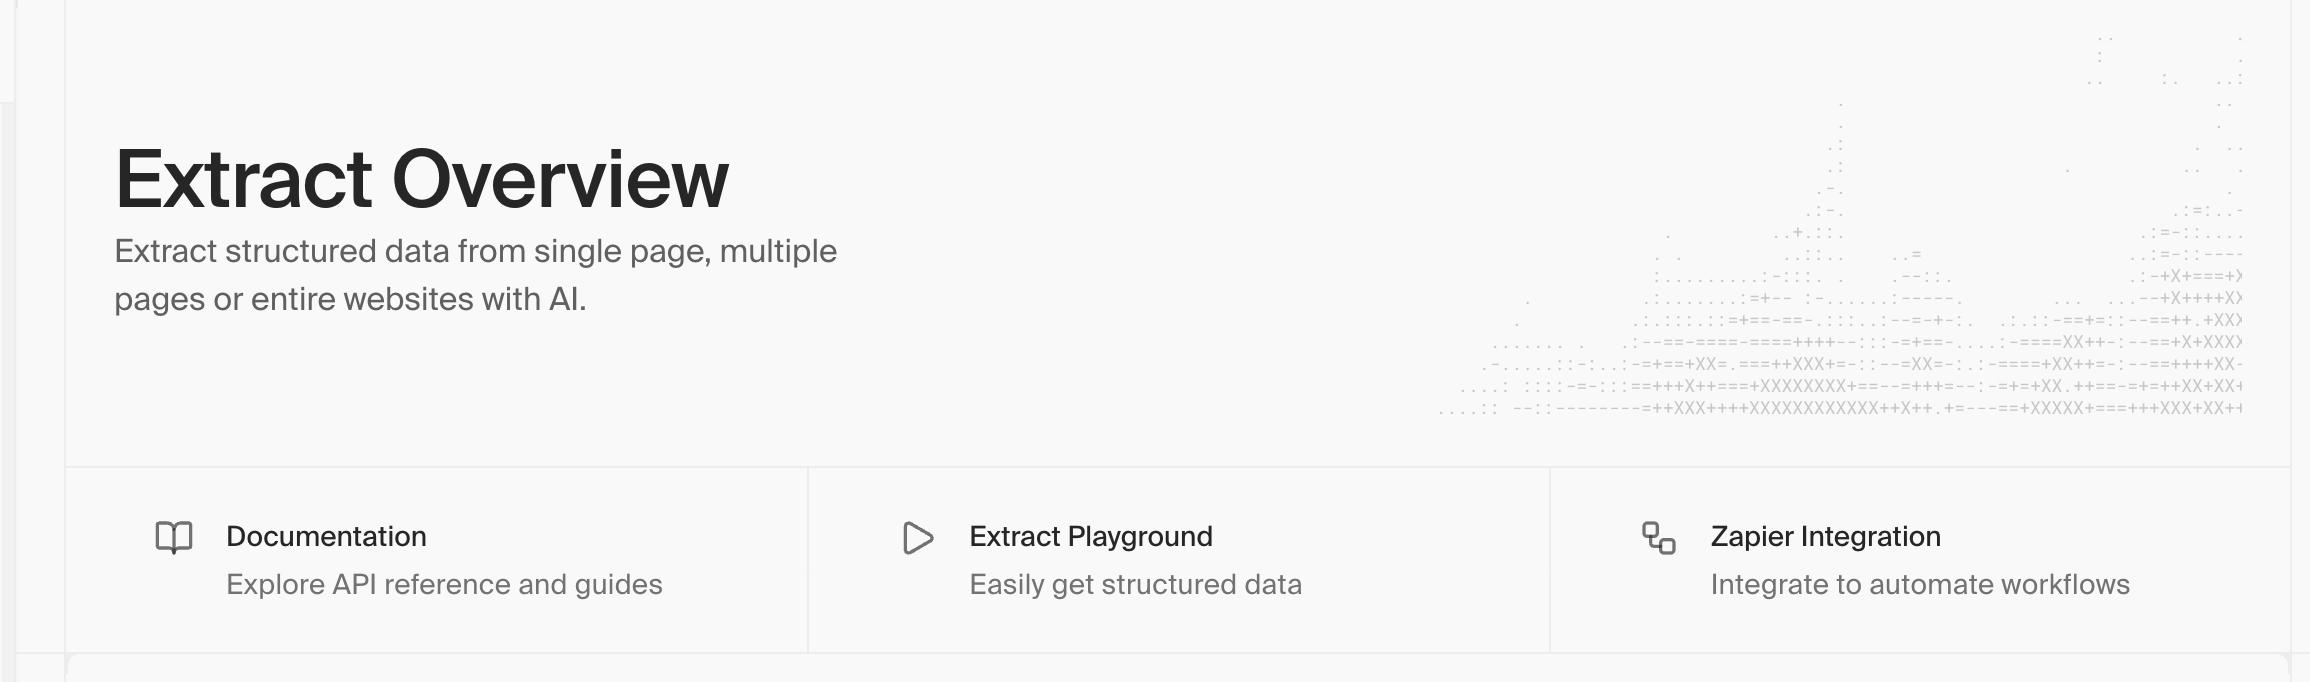 Extract Overview
Extract structured data from single page, multiple
pages or entire websites with AI.
Documentation
Explore API reference and guides
Extract Playground
Easily get structured data
Zapier Integration
Integrate to automate workflows